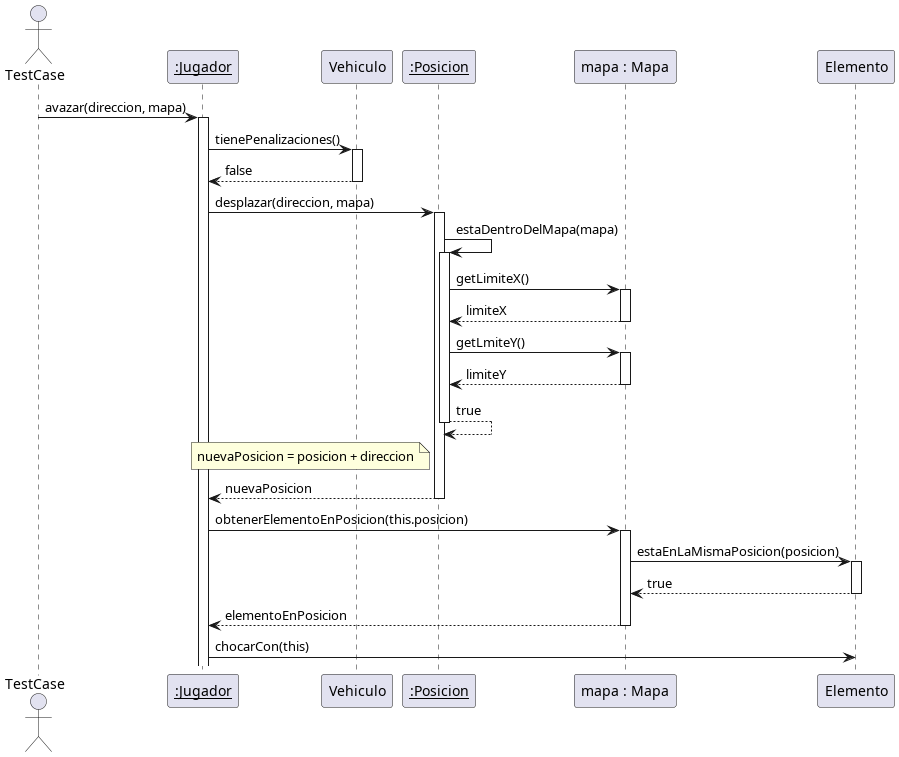 TestCase
:Jugador
Vehiculo
:Posicion
mapa : Mapa
Elemento
avazar(direccion, mapa)
tienePenalizaciones()
false
desplazar(direccion, mapa)
estaDentroDelMapa(mapa)
getLimiteX()
limiteX
getLmiteY()
limiteY
true
nuevaPosicion = posicion + direccion
nuevaPosicion
obtenerElementoEnPosicion(this.posicion)
estaEnLaMismaPosicion(posicion)
true
elementoEnPosicion
chocarCon(this)
TestCase
:Jugador
Vehiculo
:Posicion
mapa : Mapa
Elemento